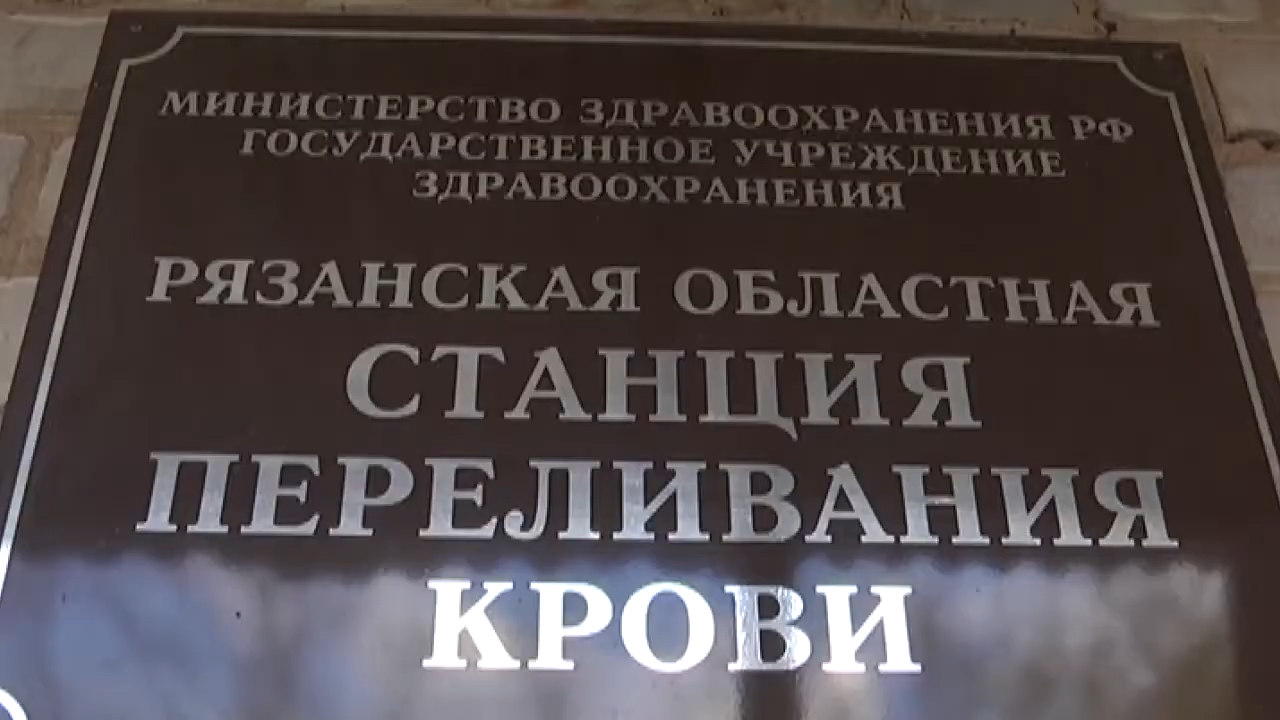 МИНИСТЕРСТВО ЗДРАВООХРАНЕНИЯ РФ
ГОСУДАРСТВЕННОЕ УЧРЕЖДЕНИЕ
ЗДРАВООХРАНЕНИЯ
РЯЗАНСКАЯ ОБЛАСТНАЯ
СТАНЦИЯ
ПЕРЕЛИВАНИЯ
КРОВИ